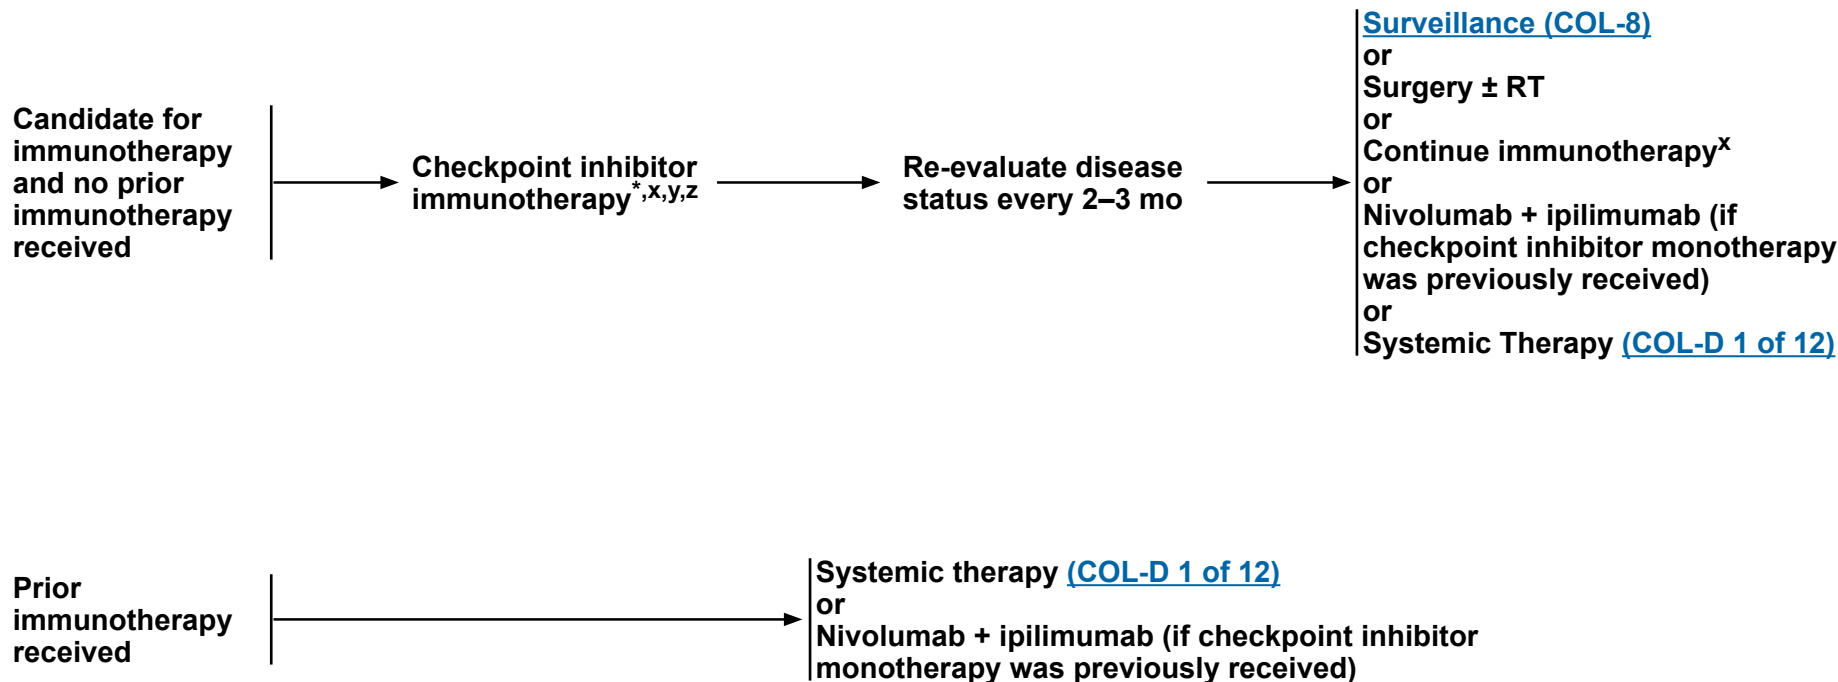 Candidate for
immunotherapy
and no prior
immunotherapy
received
Checkpoint inhibitor
immunotherapy*,x,y,z
Re-evaluate disease
status every 2–3 mo
Surveillance (COL-8)
or
Surgery ± RT
or
Continue immunotherapyx
or
Nivolumab + ipilimumab (if
checkpoint inhibitor monotherapy
was previously received)
or
Systemic Therapy (COL-D 1 of 12)
Prior
immunotherapy
received
Systemic therapy (COL-D 1 of 12)
or
Nivolumab + ipilimumab (if checkpoint inhibitor
monotherapy was previously received)